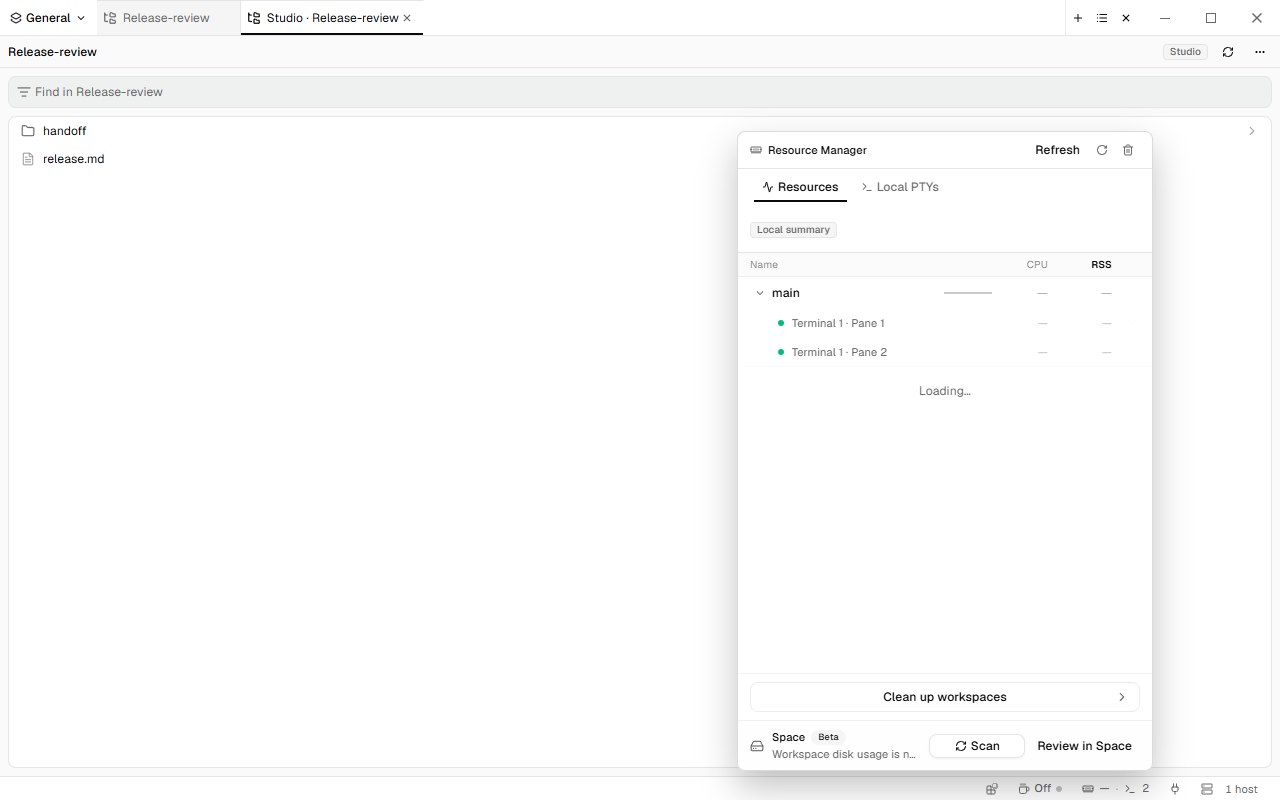 General
Release-review
Studio · Release-review
Release-review
Studio
Find in Release-review
handoff
release.md
Resource Manager
Refresh
Resources
Local PTYs
Local summary
Name CPU RSS
main — —
Terminal 1 · Pane 1 — —
Terminal 1 · Pane 2 — —
Loading…
Clean up workspaces
Space Beta
Workspace disk usage is n…
Scan
Review in Space
Off — · 2 1 host